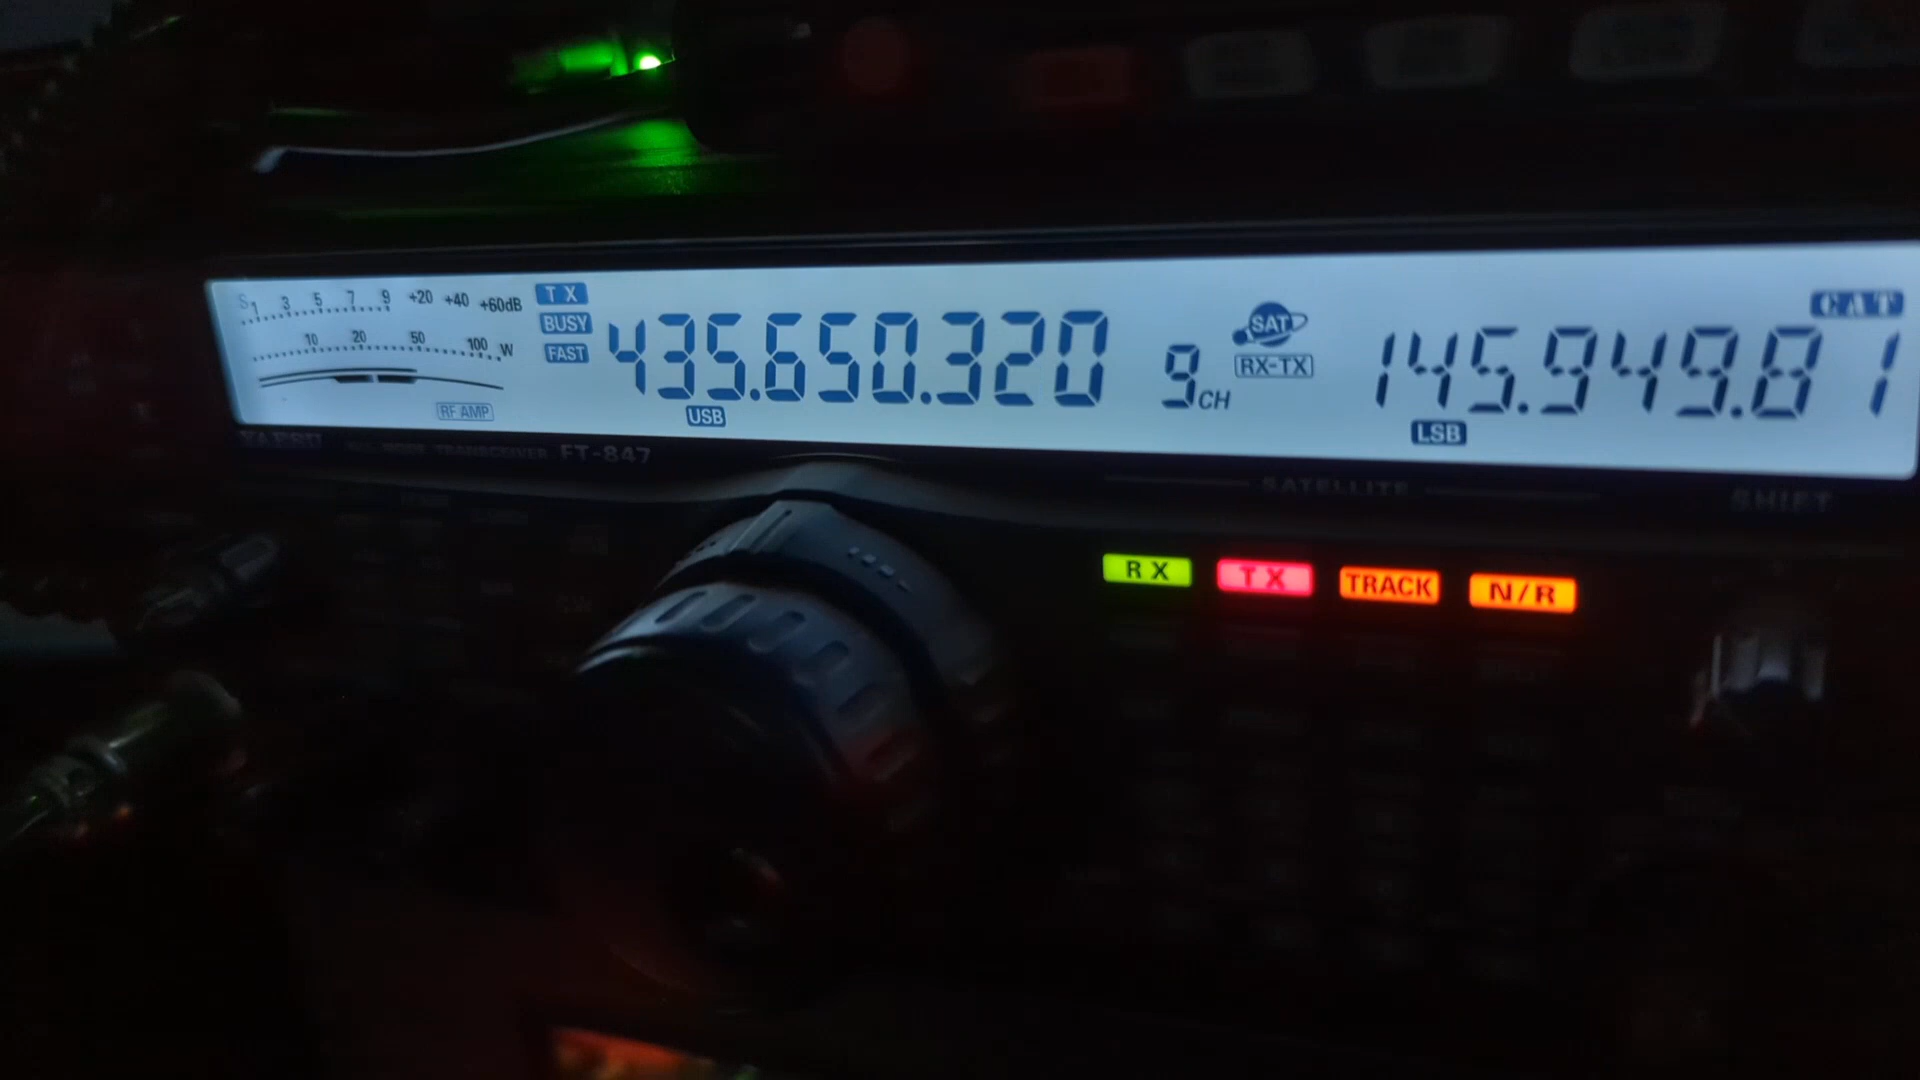 S 1 3 5 7 9 +20 +40 +60dB
10 20 50 100 W
RF AMP
TX
BUSY
FAST
435.650.320
USB
9CH
SAT
RX-TX
CAT
145.949.81
LSB
YAESU ALL MODE TRANSCEIVER FT-847
SATELLITE
SHIFT
RX TX TRACK N/R